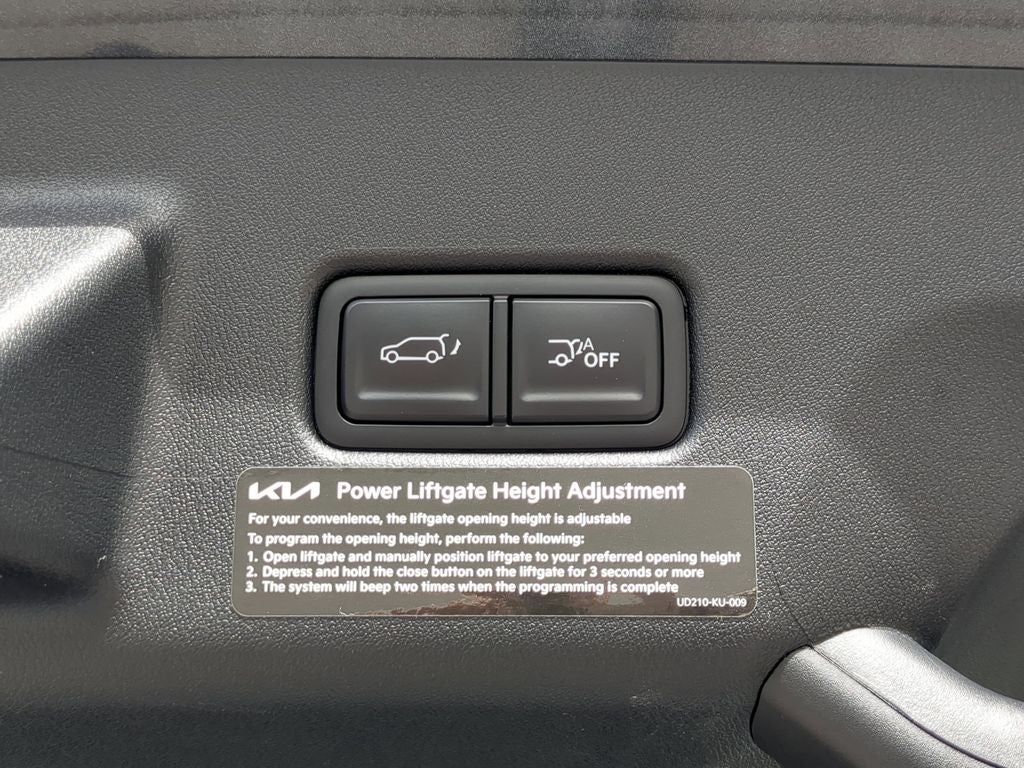 A
OFF
KIA Power Liftgate Height Adjustment
For your convenience, the liftgate opening height is adjustable
To program the opening height, perform the following:
1. Open liftgate and manually position liftgate to your preferred opening height
2. Depress and hold the close button on the liftgate for 3 seconds or more
3. The system will beep two times when the programming is complete
UD210-KU-009